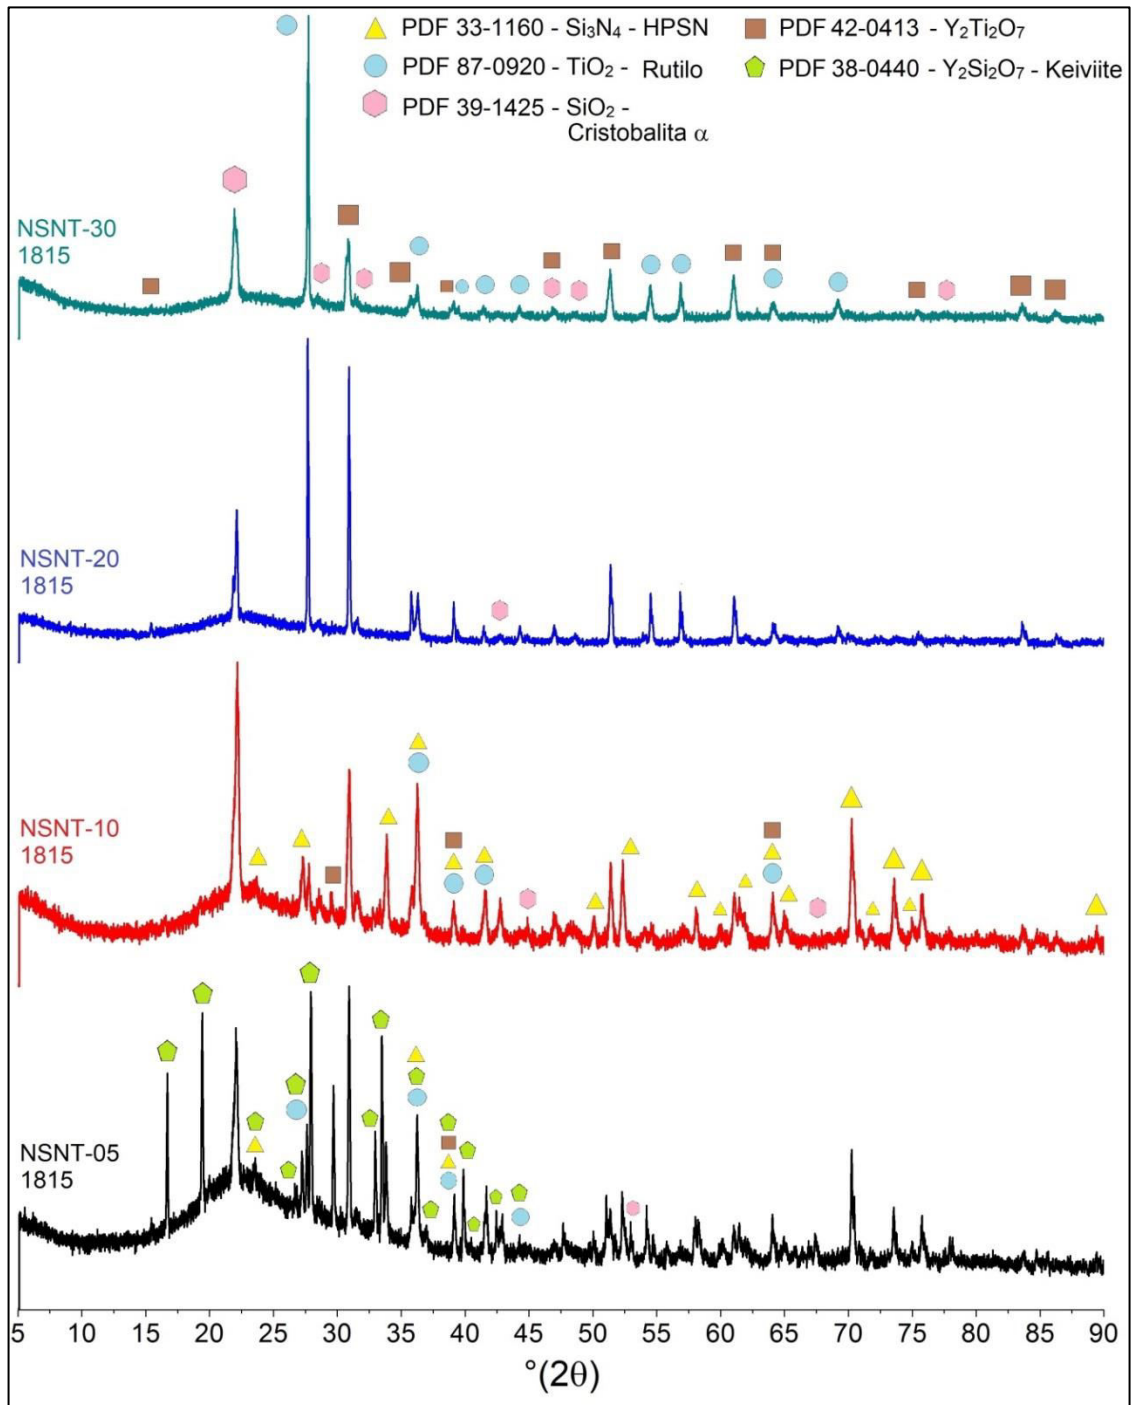 PDF 33-1160 - Si₃N₄ - HPSN
PDF 42-0413 - Y₂Ti₂O₇
PDF 87-0920 - TiO₂ - Rutilo
PDF 38-0440 - Y₂Si₂O₇ - Keiviite
PDF 39-1425 - SiO₂ -
Cristobalita α
NSNT-30
1815
NSNT-20
1815
NSNT-10
1815
NSNT-05
1815
5 10 15 20 25 30 35 40 45 50 55 60 65 70 75 80 85 90
°(2θ)